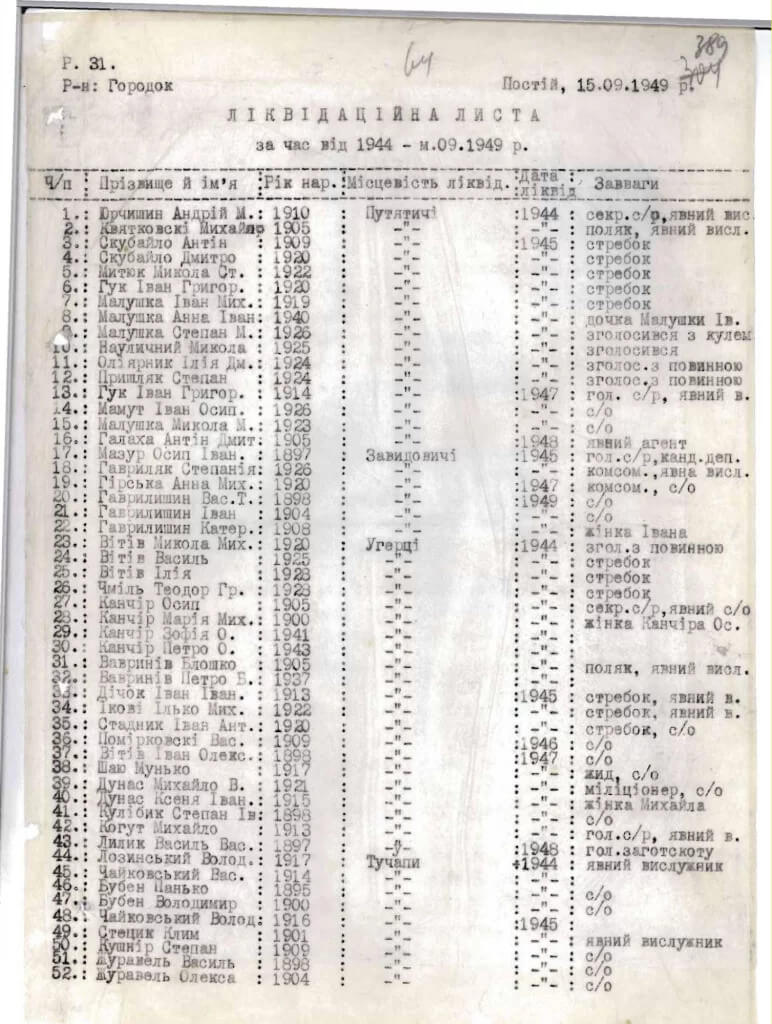 Р. 31.
64
389
Р-н: Городок Постій, 15.09.1949 р.
ЛІКВІДАЦІЙНА ЛИСТА
за час від 1944 - м.09.1949 р.
Ч/п : Прізвище й ім'я : Рік нар. : Місцевість ліквід. : Дата ліквід : Завваги
1. : Юрчишин Андрій М. : 1910 : Путятичі : 1944 : секр.с/р,явний вис.
2. : Квятковскі Михайло 1905 : -"- : -"- : поляк, явний висл.
3. : Скубайло Антін : 1909 : -"- : 1945 : стребок
4. : Скубайло Дмитро : 1920 : -"- : -"- : стребок
5. : Митюк Микола Ст. : 1922 : -"- : -"- : стребок
6. : Гук Іван Григор. : 1920 : -"- : -"- : стребок
7. : Малушка Іван Мих. : 1919 : -"- : -"- : стребок
8. : Малушка Анна Іван: 1940 : -"- : -"- : дочка Малушки Ів.
9. : Малушка Степан М. : 1926 : -"- : -"- : зголосився з кулем
10. : Науличний Микола : 1925 : -"- : -"- : зголосився
11. : Оліярник Ілія Дм. : 1924 : -"- : -"- : зголос.з повинною
12. : Пришляк Степан : 1924 : -"- : -"- : зголос.з повинною
13. : Гук Іван Григор. : 1914 : -"- : 1947 : гол. с/р, явний в.
14. : Мамут Іван Осип. : 1926 : -"- : -"- : с/о
15. : Малушка Микола М. : 1923 : -"- : -"- : с/о
16. : Галаха Антін Дмит. 1905 : -"- : 1948 : явний агент
17. : Мазур Осип Іван. : 1897 : Завидовичі : 1945 : гол.с/р,канд.деп.
18. : Гавриляк Степанія: 1926 : -"- : -"- : комсом.,явна висл.
19. : Гірська Анна Мих. : 1920 : -"- : 1947 : комсом., с/о
20. : Гаврилишин Вас.Т. : 1898 : -"- : 1949 : с/о
21. : Гаврилишин Іван : 1904 : -"- : -"- : с/о
22. : Гаврилишин Катер. : 1908 : -"- : -"- : жінка Івана
23. : Вітів Микола Мих. : 1920 : Угерці : 1944 : згол.з повинною
24. : Вітів Василь : 1925 : -"- : -"- : стребок
25. : Вітів Ілія : 1928 : -"- : -"- : стребок
26. : Чміль Теодор Гр. : 1923 : -"- : -"- : стребок
27. : Канчір Осип : 1905 : -"- : -"- : секр.с/р,явний с/о
28. : Канчір Марія Мих. : 1900 : -"- : -"- : жінка Канчіра Ос.
29. : Канчір Зофія О. : 1941 : -"- : -"- :
30. : Канчір Петро О. : 1943 : -"- : -"- :
31. : Вавринів Влошко : 1905 : -"- : -"- : поляк, явний висл.
32. : Вавринів Петро В. : 1937 : -"- : -"- :
33. : Дічок Іван Іван. : 1913 : -"- : 1945 : стребок, явний в.
34. : Ікові Ілько Мих. : 1922 : -"- : -"- : стребок, явний в.
35. : Стадник Іван Ант. : 1920 : -"- : -"- : стребок, с/о
36. : Помірковскі Вас. : 1909 : -"- : 1946 : с/о
37. : Вітів Іван Олекс. : 1898 : -"- : 1947 : с/о
38. : Шаю Мунько : 1917 : -"- : -"- : жид, с/о
39. : Дунас Михайло В. : 1921 : -"- : -"- : міліціонер, с/о
40. : Дунас Ксеня Іван. : 1915 : -"- : -"- : жінка Михайла
41. : Кулібик Степан Ів: 1898 : -"- : -"- : с/о
42. : Когут Михайло : 1913 : -"- : -"- : гол.с/р, явний в.
43. : Лилик Василь Вас. : 1897 : -"- : 1948 : гол.заготскоту
44. : Лозинський Волод. : 1917 : Тучапи : 1944 : явний вислужник
45. : Чайковський Вас. : 1914 : -"- : -"- :
46. : Бубен Панько : 1895 : -"- : -"- : с/о
47. : Бубен Володимир : 1900 : -"- : -"- : с/о
48. : Чайковський Волод. : 1916 : -"- : 1945 :
49. : Стецик Клим : 1901 : -"- : -"- : явний вислужник
50. : Кушнір Степан : 1909 : -"- : -"- : с/о
51. : Журавель Василь : 1898 : -"- : -"- : с/о
52. : Журавель Олекса : 1904 : -"- : -"- : с/о